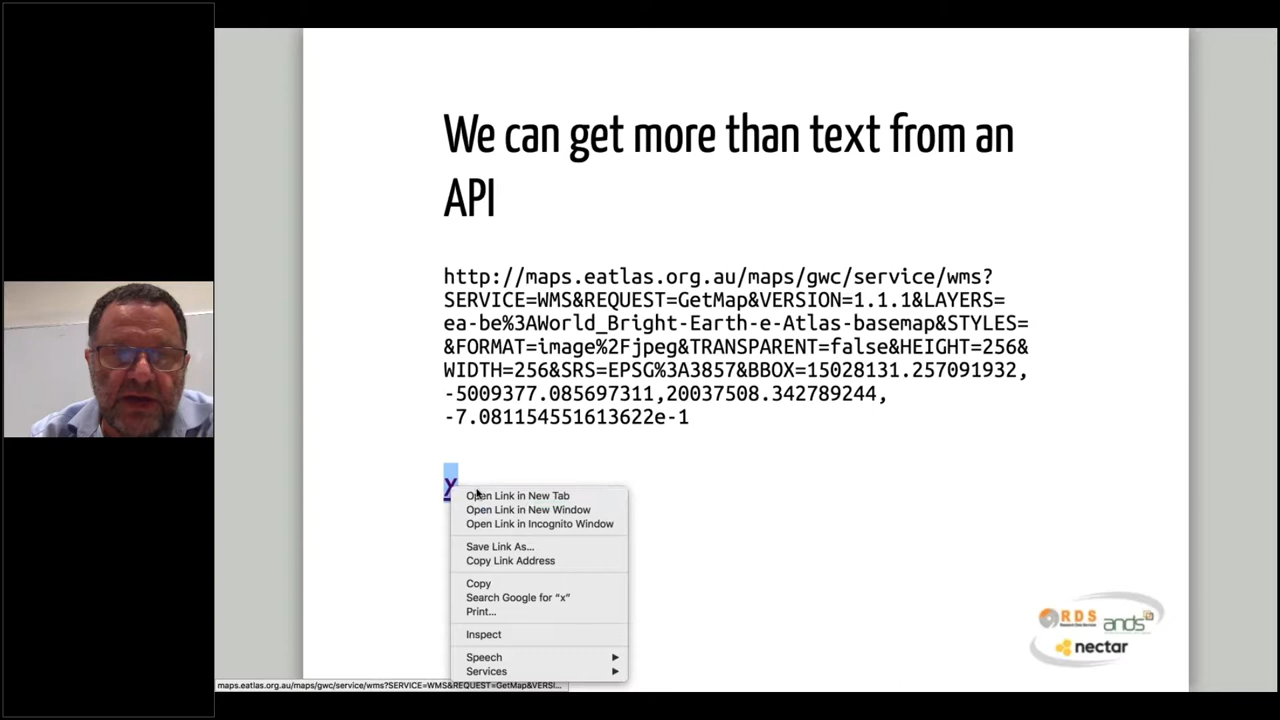 We can get more than text from an
API
http://maps.eatlas.org.au/maps/gwc/service/wms?
SERVICE=WMS&REQUEST=GetMap&VERSION=1.1.1&LAYERS=
ea-be%3AWorld_Bright-Earth-e-Atlas-basemap&STYLES=
&FORMAT=image%2Fjpeg&TRANSPARENT=false&HEIGHT=256&
WIDTH=256&SRS=EPSG%3A3857&BBOX=15028131.257091932,
-5009377.085697311,20037508.342789244,
-7.081154551613622e-1
x
Open Link in New Tab
Open Link in New Window
Open Link in Incognito Window
Save Link As...
Copy Link Address
Copy
Search Google for “x”
Print...
Inspect
Speech
Services
RDS
ands
nectar
maps.eatlas.org.au/maps/gwc/service/wms?SERVICE=WMS&REQUEST=GetMap&VERSI...